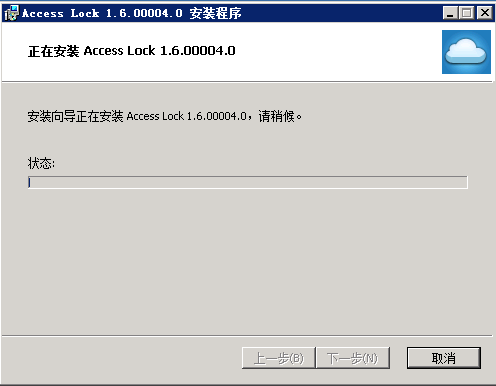 Access Lock 1.6.00004.0 安装程序
正在安装 Access Lock 1.6.00004.0
安装向导正在安装 Access Lock 1.6.00004.0，请稍候。
状态:
上一步(B) 下一步(N) 取消